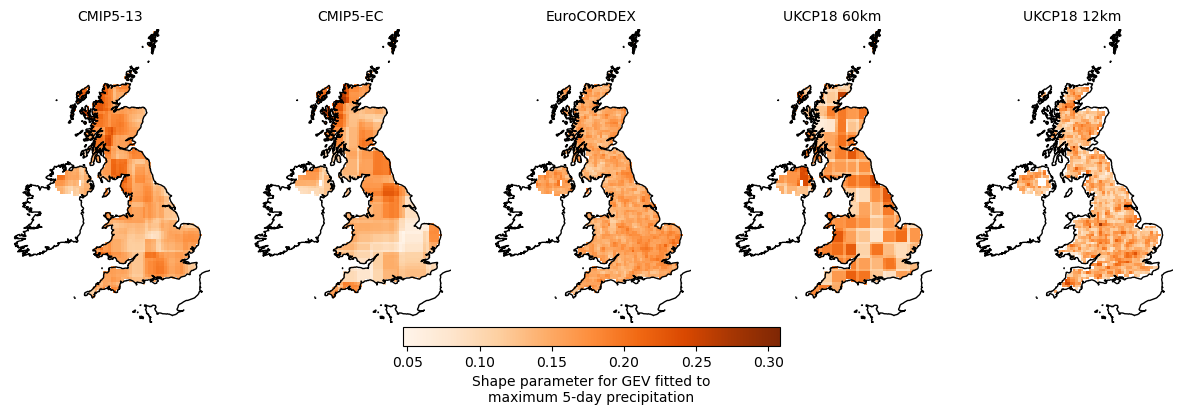 CMIP5-13
CMIP5-EC
EuroCORDEX
UKCP18 60km
UKCP18 12km
0.05 0.10 0.15 0.20 0.25 0.30
Shape parameter for GEV fitted to
maximum 5-day precipitation